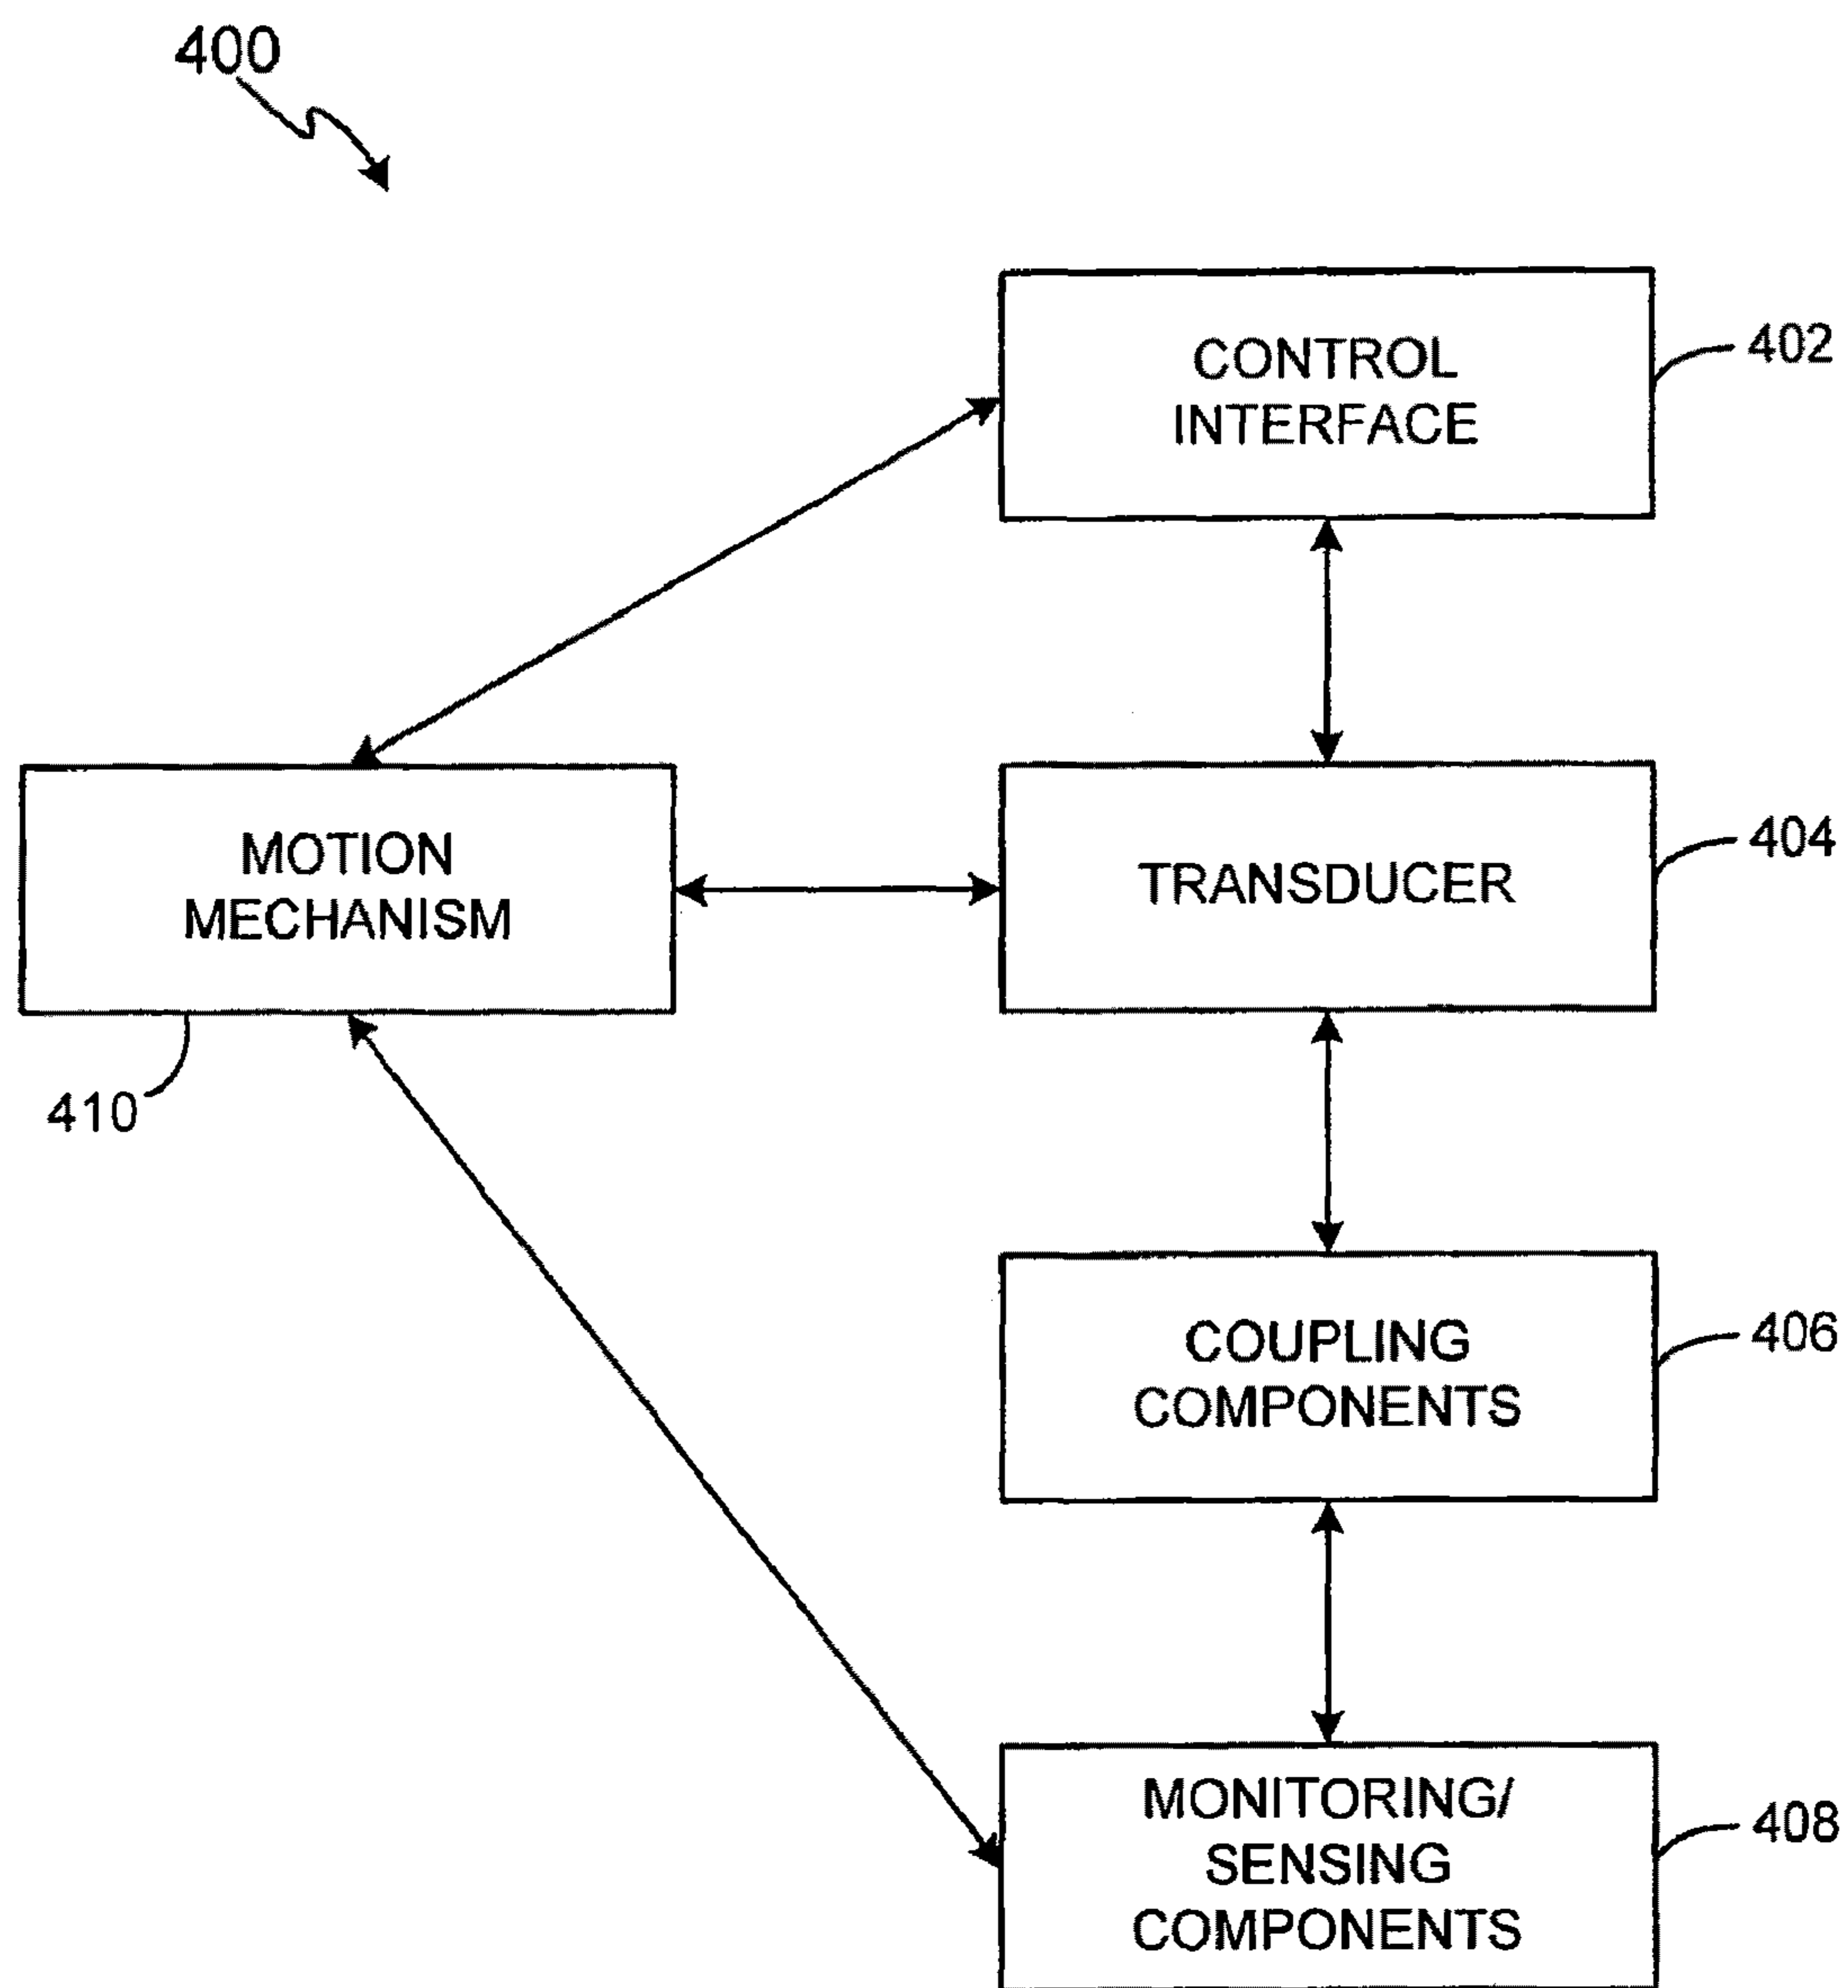 400
CONTROL
INTERFACE
402
MOTION
MECHANISM
410
TRANSDUCER
404
COUPLING
COMPONENTS
406
MONITORING/
SENSING
COMPONENTS
408